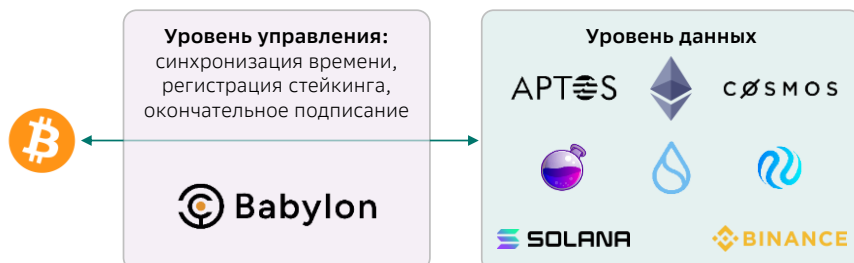 Уровень управления:
синхронизация времени,
регистрация стейкинга,
окончательное подписание
Babylon
Уровень данных
APTOS
COSMOS
SOLANA
BINANCE